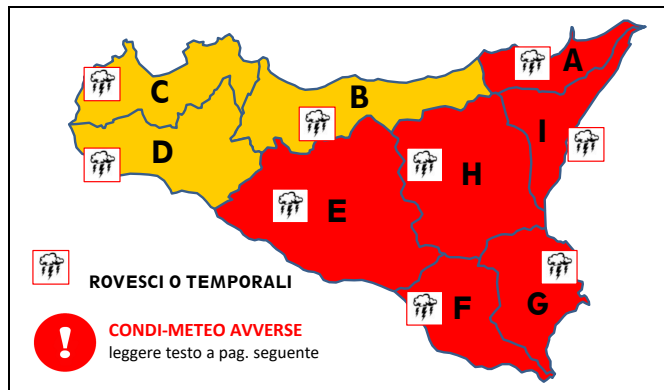 A
C
B
I
D
H
E
G
F
ROVESCI O TEMPORALI
!
CONDI-METEO AVVERSE
leggere testo a pag. seguente